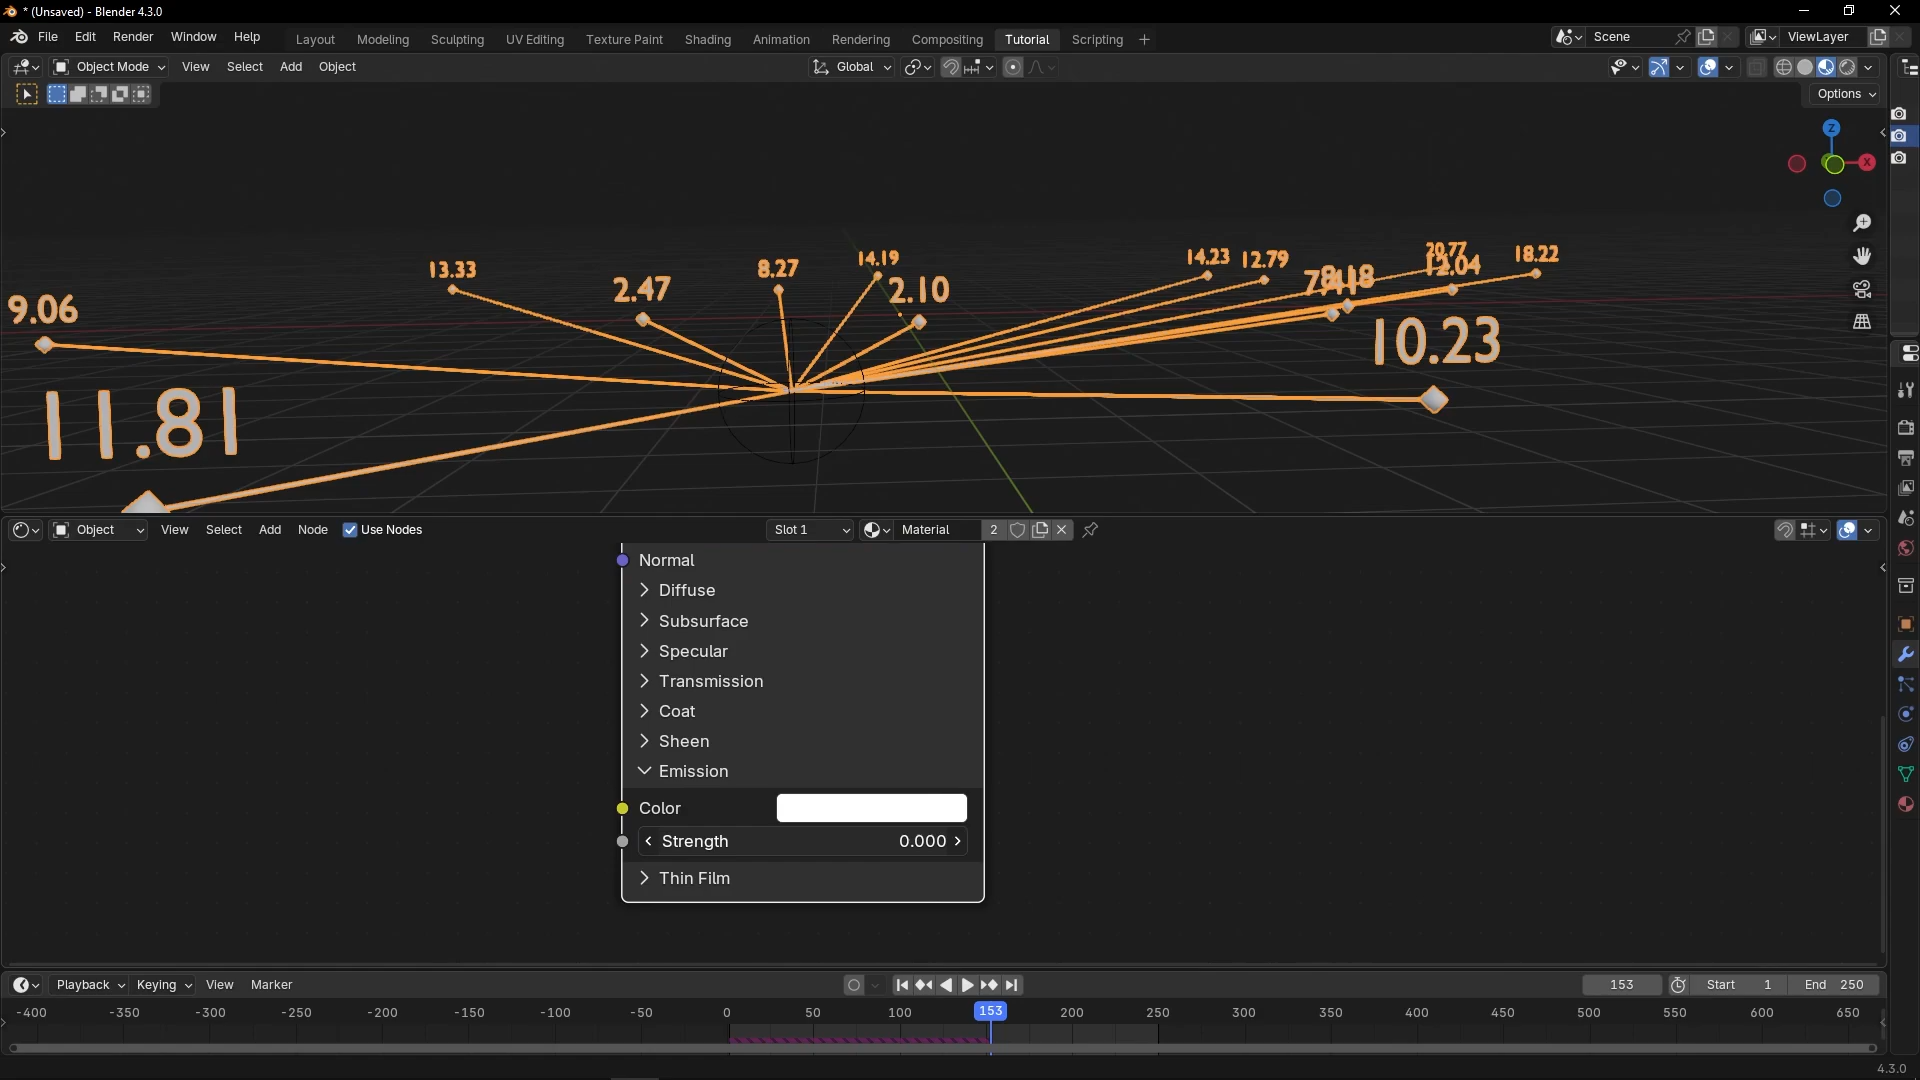 * (Unsaved) - Blender 4.3.0
File Edit Render Window Help Layout Modeling Sculpting UV Editing Texture Paint Shading Animation Rendering Compositing Tutorial Scripting + Scene ViewLayer
Object Mode View Select Add Object Global
Options
Z
X
13.33
2.47
8.27
14.19
2.10
14.23
12.79
20.77
12.04
18.22
9.06
10.23
11.81
Object View Select Add Node Object Use Nodes Slot 1 Material 2
Normal
Diffuse
Subsurface
Specular
Transmission
Coat
Sheen
Emission
Color
Strength 0.000
Thin Film
Playback Keying View Marker 153 Start 1 End 250
-400 -350 -300 -250 -200 -150 -100 -50 0 50 100 153 200 250 300 350 400 450 500 550 600 650
4.3.0